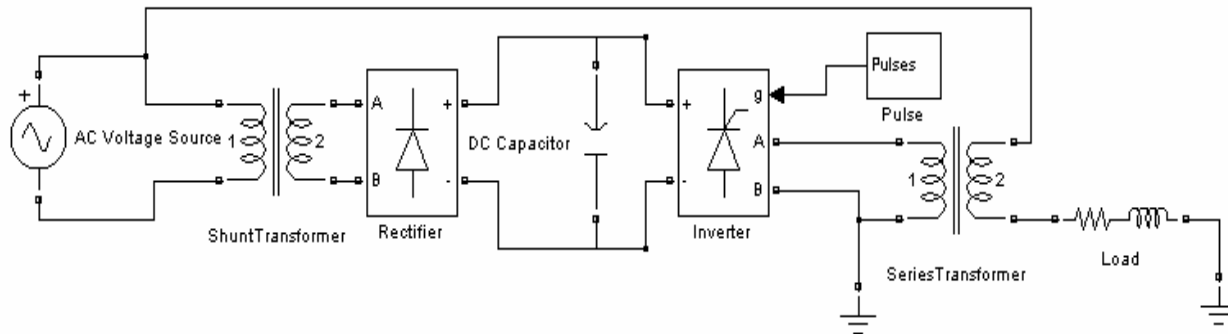 +
AC Voltage Source
1
2
ShuntTransformer
A
B
+
-
Rectifier
DC Capacitor
+
-
g
A
B
Inverter
Pulses
Pulse
1
2
SeriesTransformer
Load